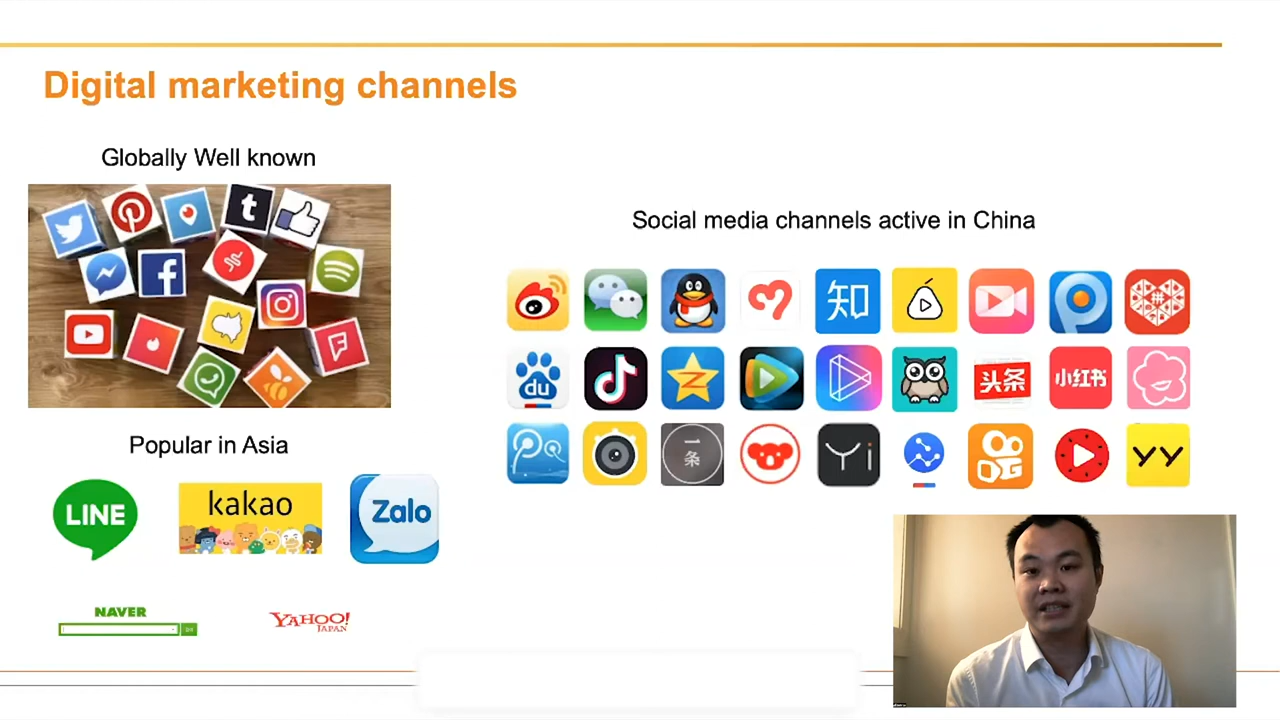 Digital marketing channels
Globally Well known
Social media channels active in China
知
du
头条
小红书
一
条
Yi
YY
Popular in Asia
LINE
kakao
Zalo
NAVER
YAHOO!
JAPAN